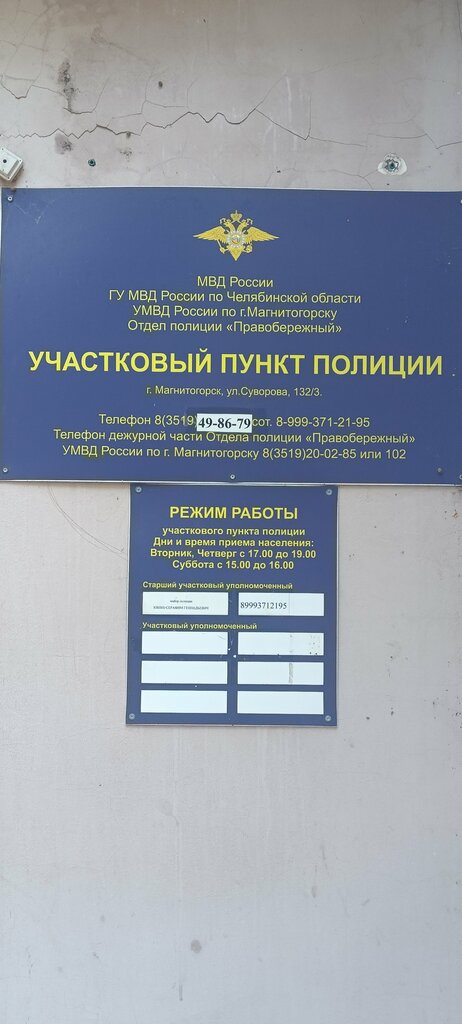 МВД России
ГУ МВД России по Челябинской области
УМВД России по г.Магнитогорску
Отдел полиции «Правобережный»
УЧАСТКОВЫЙ ПУНКТ ПОЛИЦИИ
г. Магнитогорск, ул.Суворова, 132/3.
Телефон 8(3519) 49-86-79 сот. 8-999-371-21-95
Телефон дежурной части Отдела полиции «Правобережный»
УМВД России по г. Магнитогорску 8(3519)20-02-85 или 102
РЕЖИМ РАБОТЫ
участкового пункта полиции
Дни и время приема населения:
Вторник, Четверг с 17.00 до 19.00
Суббота с 15.00 до 16.00
Старший участковый уполномоченный
майор полиции
89993712195
Участковый уполномоченный